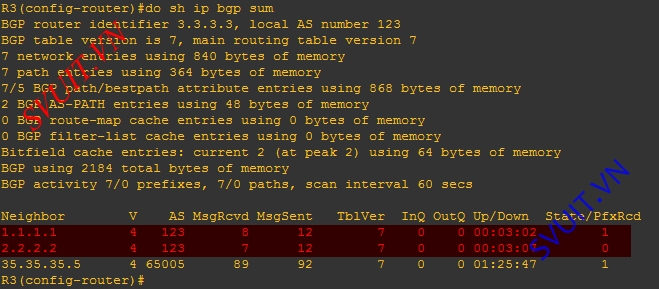 R3(config-router)#do sh ip bgp sum
BGP router identifier 3.3.3.3, local AS number 123
BGP table version is 7, main routing table version 7
7 network entries using 840 bytes of memory
7 path entries using 364 bytes of memory
7/5 BGP path/bestpath attribute entries using 868 bytes of memory
2 BGP AS-PATH entries using 48 bytes of memory
0 BGP route-map cache entries using 0 bytes of memory
0 BGP filter-list cache entries using 0 bytes of memory
Bitfield cache entries: current 2 (at peak 2) using 64 bytes of memory
BGP using 2184 total bytes of memory
BGP activity 7/0 prefixes, 7/0 paths, scan interval 60 secs
Neighbor V AS MsgRcvd MsgSent TblVer InQ OutQ Up/Down State/PfxRcd
1.1.1.1 4 123 8 12 7 0 0 00:03:02 1
2.2.2.2 4 123 7 12 7 0 0 00:03:07 0
35.35.35.5 4 65005 89 92 7 0 0 01:25:47 1
R3(config-router)#
SVUIT.VN
SVUIT.VN